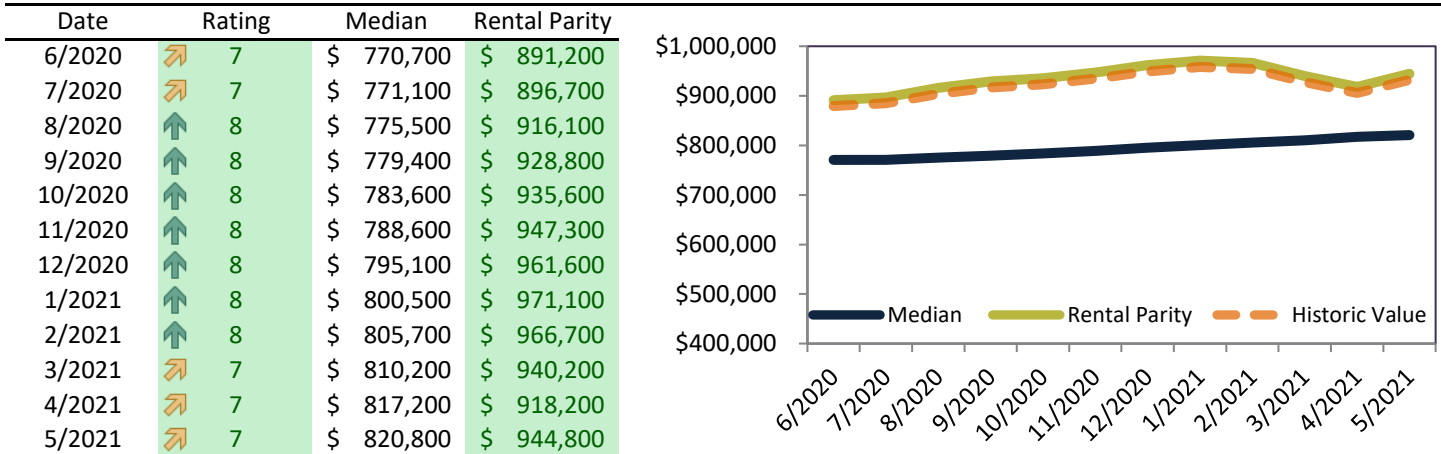 Date Rating Median Rental Parity
6/2020 7 $ 770,700 $ 891,200
7/2020 7 $ 771,100 $ 896,700
8/2020 8 $ 775,500 $ 916,100
9/2020 8 $ 779,400 $ 928,800
10/2020 8 $ 783,600 $ 935,600
11/2020 8 $ 788,600 $ 947,300
12/2020 8 $ 795,100 $ 961,600
1/2021 8 $ 800,500 $ 971,100
2/2021 8 $ 805,700 $ 966,700
3/2021 7 $ 810,200 $ 940,200
4/2021 7 $ 817,200 $ 918,200
5/2021 7 $ 820,800 $ 944,800
$1,000,000
$900,000
$800,000
$700,000
$600,000
$500,000
$400,000
Median Rental Parity Historic Value
6/2020 7/2020 8/2020 9/2020 10/2020 11/2020 12/2020 1/2021 2/2021 3/2021 4/2021 5/2021